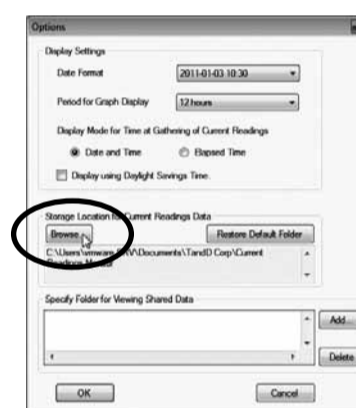 Options
Display Settings
Date Format 2011-01-03 10:30
Period for Graph Display 12 hours
Display Mode for Time at Gathering of Current Readings
Date and Time Elapsed Time
Display using Daylight Savings Time.
Storage Location for Current Readings Data
Browse... Restore Default Folder
C:\Users\vmware \Documents\TandD Corp\Current
Readings
Specify Folder for Viewing Shared Data
Add...
Delete
OK Cancel